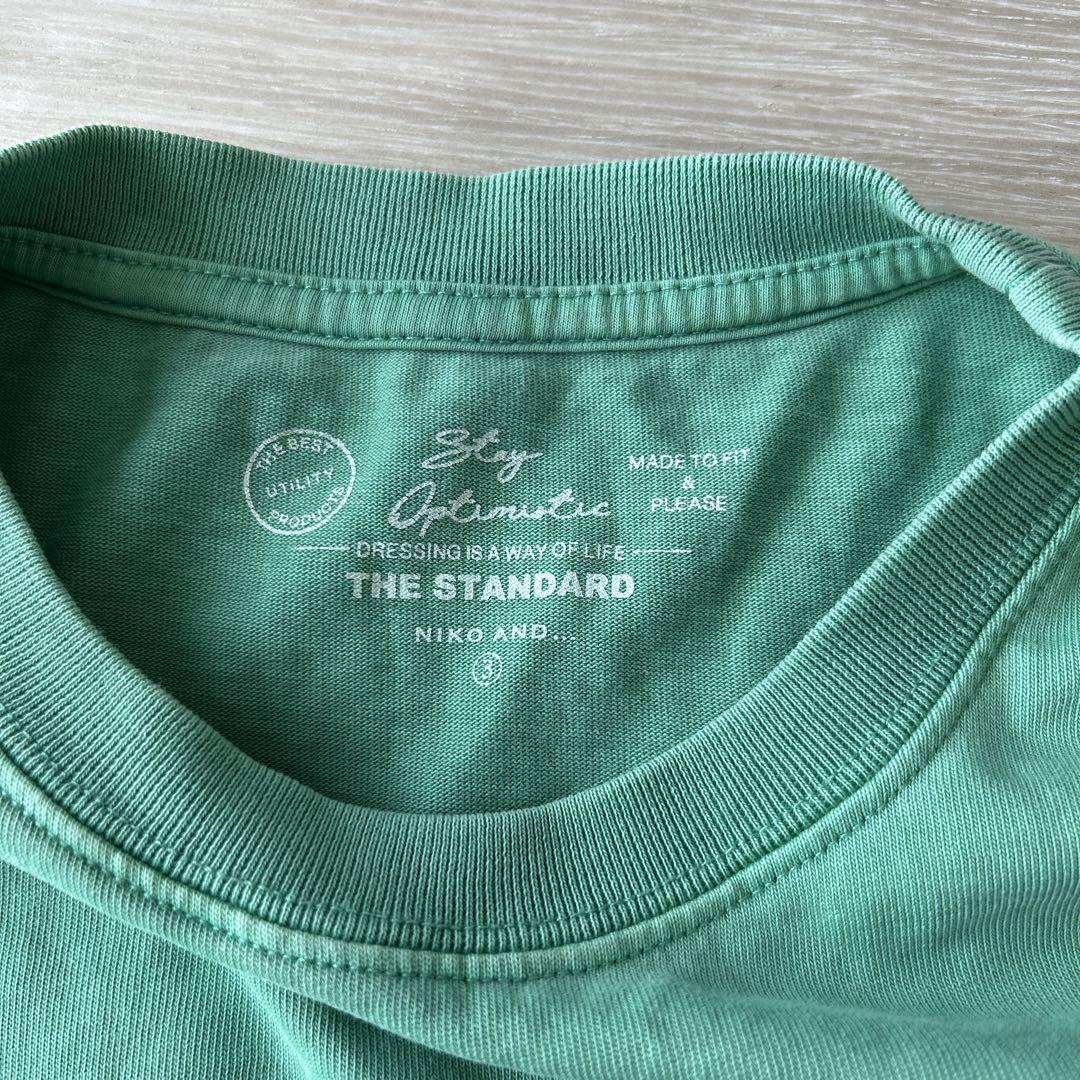 THE BEST
UTILITY
PRODUCTS
Stay
Optimistic
MADE TO FIT
&
PLEASE
DRESSING IS A WAY OF LIFE
THE STANDARD
NIKO AND...
3